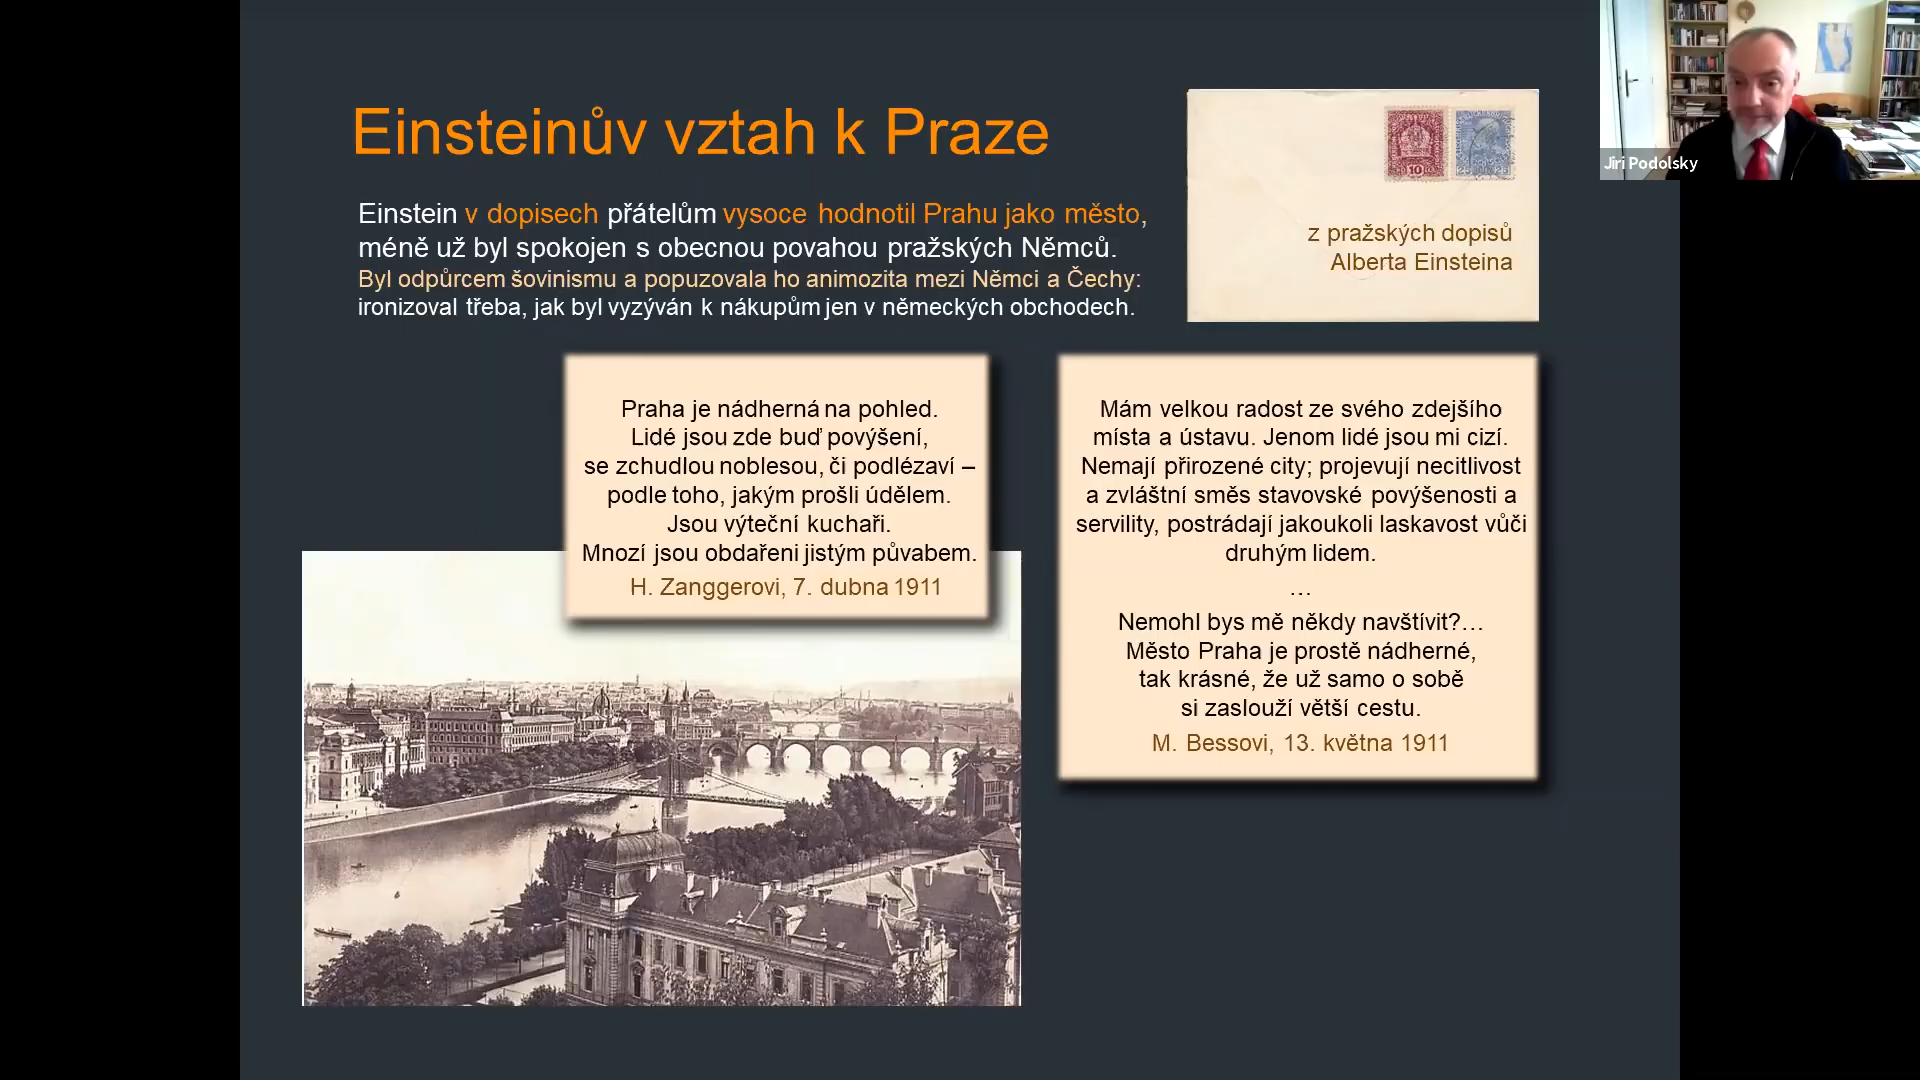 Einsteinův vztah k Praze
Einstein v dopisech přátelům vysoce hodnotil Prahu jako město,
méně už byl spokojen s obecnou povahou pražských Němců.
Byl odpůrcem šovinismu a popuzovala ho animozita mezi Němci a Čechy:
ironizoval třeba, jak byl vyzýván k nákupům jen v německých obchodech.
10
25 25
z pražských dopisů
Alberta Einsteina
Jiri Podolsky
Praha je nádherná na pohled.
Lidé jsou zde buď povýšení,
se zchudlou noblesou, či podlézaví –
podle toho, jakým prošli údělem.
Jsou výteční kuchaři.
Mnozí jsou obdařeni jistým půvabem.
H. Zanggerovi, 7. dubna 1911
Mám velkou radost ze svého zdejšího
místa a ústavu. Jenom lidé jsou mi cizí.
Nemají přirozené city; projevují necitlivost
a zvláštní směs stavovské povýšenosti a
servility, postrádají jakoukoli laskavost vůči
druhým lidem.
…
Nemohl bys mě někdy navštívit?…
Město Praha je prostě nádherné,
tak krásné, že už samo o sobě
si zaslouží větší cestu.
M. Bessovi, 13. května 1911